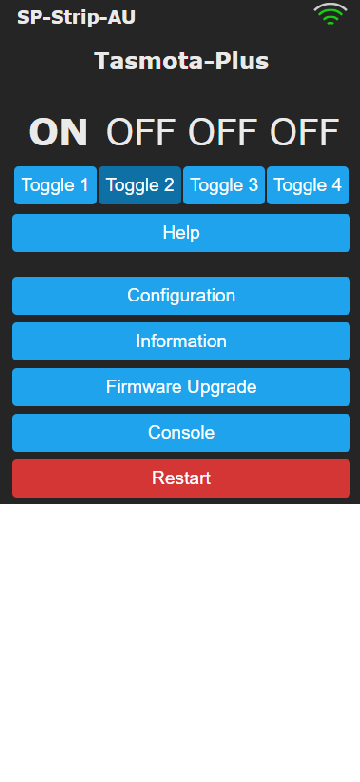 SP-Strip-AU
Tasmota-Plus
ON OFF OFF OFF
Toggle 1 Toggle 2 Toggle 3 Toggle 4
Help
Configuration
Information
Firmware Upgrade
Console
Restart